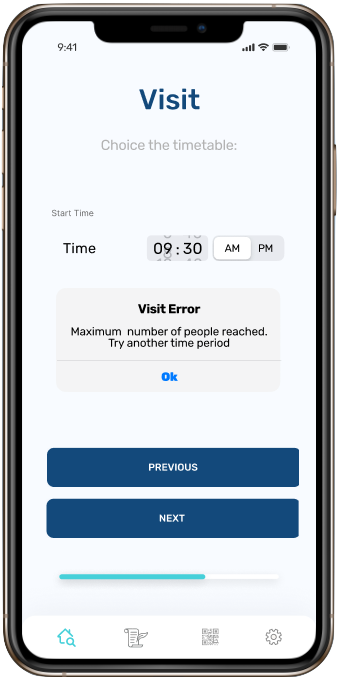 9:41
Visit
Choice the timetable:
Start Time
Time 09:30 AM PM
Visit Error
Maximum number of people reached.
Try another time period
Ok
PREVIOUS
NEXT